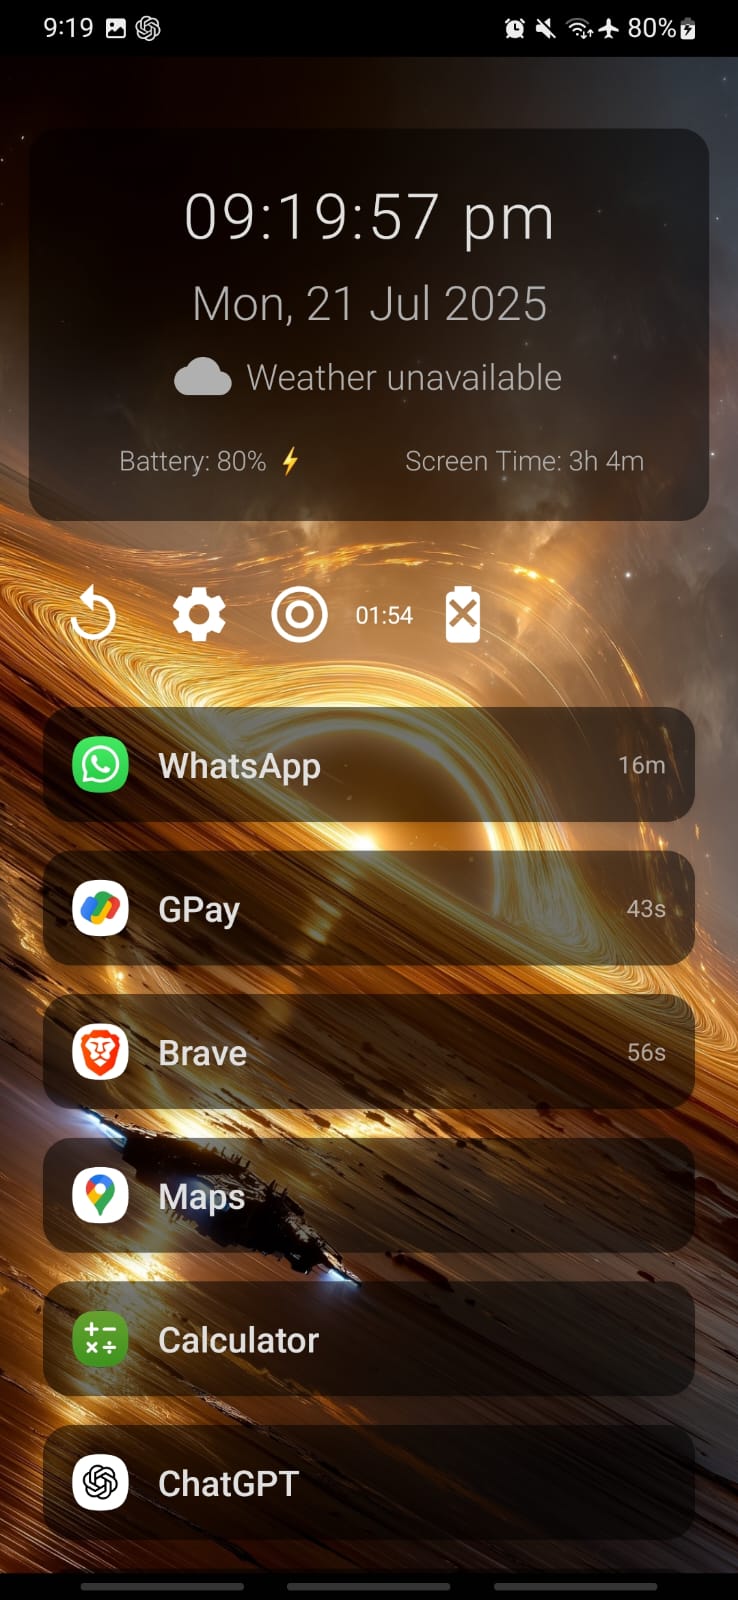 9:19 80%
09:19:57 pm
Mon, 21 Jul 2025
Weather unavailable
Battery: 80% ⚡ Screen Time: 3h 4m
01:54
WhatsApp 16m
GPay 43s
Brave 56s
Maps
Calculator
ChatGPT